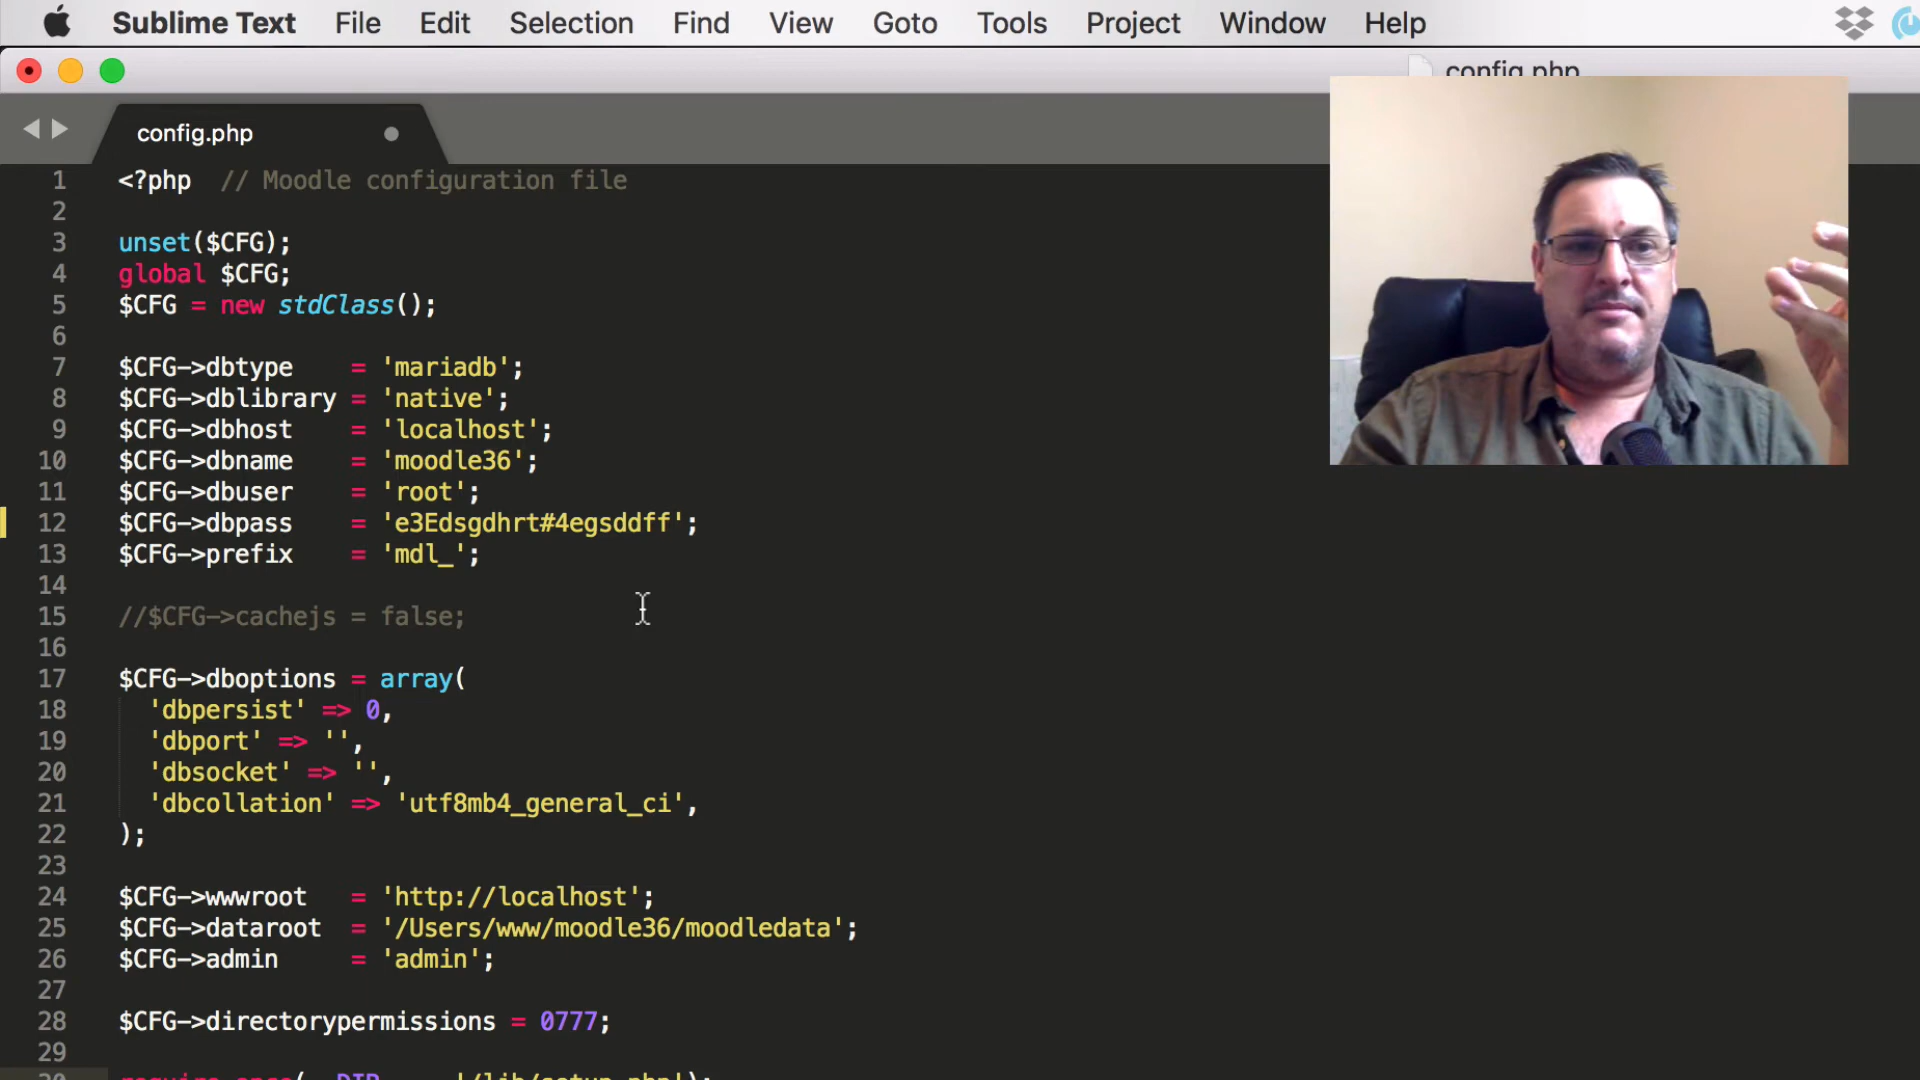 Sublime Text File Edit Selection Find View Goto Tools Project Window Help
config.php
config.php
1 <?php // Moodle configuration file
2
3 unset($CFG);
4 global $CFG;
5 $CFG = new stdClass();
6
7 $CFG->dbtype = 'mariadb';
8 $CFG->dblibrary = 'native';
9 $CFG->dbhost = 'localhost';
10 $CFG->dbname = 'moodle36';
11 $CFG->dbuser = 'root';
12 $CFG->dbpass = 'e3Edsgdhrt#4egsddff';
13 $CFG->prefix = 'mdl_';
14
15 //$CFG->cachejs = false;
16
17 $CFG->dboptions = array(
18 'dbpersist' => 0,
19 'dbport' => '',
20 'dbsocket' => '',
21 'dbcollation' => 'utf8mb4_general_ci',
22 );
23
24 $CFG->wwwroot = 'http://localhost';
25 $CFG->dataroot = '/Users/www/moodle36/moodledata';
26 $CFG->admin = 'admin';
27
28 $CFG->directorypermissions = 0777;
29